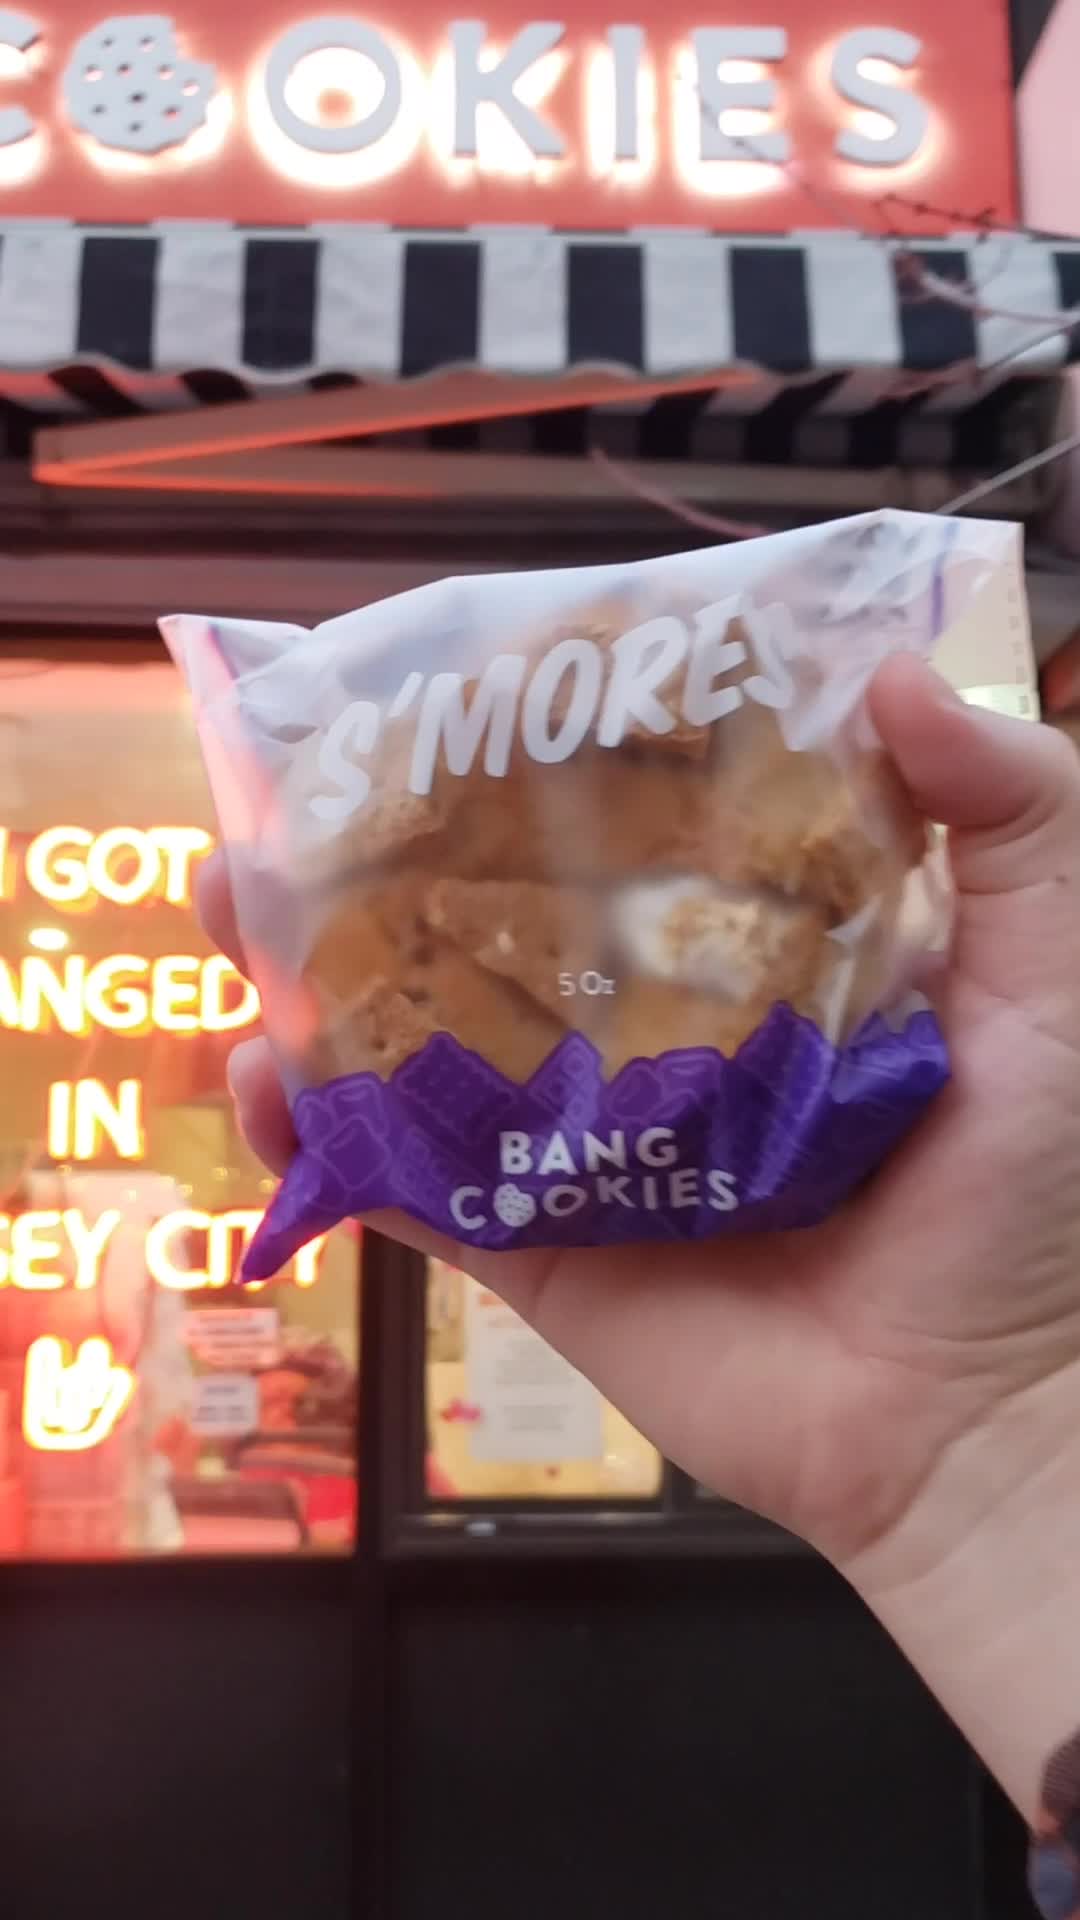 COOKIES
S'MORES
5 Oz
BANG
COOKIES
I GOT
ANGED
IN
SEY CITY